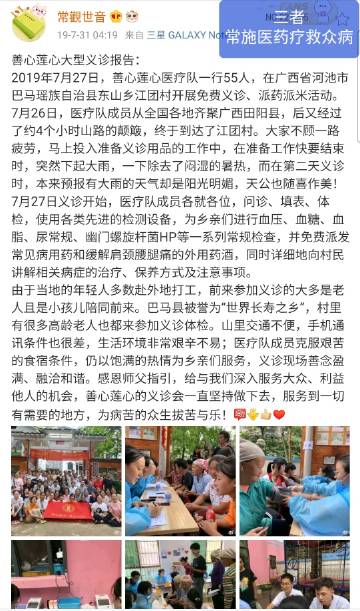 常觀世音
19-7-31 04:19 来自 三星 GALAXY Not
三者
常施医药疗救众病
善心莲心大型义诊报告：
2019年7月27日，善心莲心医疗队一行55人，在广西省河池市
巴马瑶族自治县东山乡江团村开展免费义诊、派药派米活动。
7月26日，医疗队成员从全国各地齐聚广西田阳县，后又经过
了约4个小时山路的颠簸，终于到达了江团村。大家不顾一路
疲劳，马上投入准备义诊用品的工作中，在准备工作快要结束
时，突然下起大雨，一下除去了闷湿的暑热，而在第二天义诊
时，本来预报有大雨的天气却是阳光明媚，天公也随喜作美！
7月27日义诊开始，医疗队成员各就各位，问诊、填表、体
检，使用各类先进的检测设备，为乡亲们进行血压、血糖、血
脂、尿常规、幽门螺旋杆菌HP等一系列常规检查，并免费派发
常见病用药和缓解肩颈腰腿痛的外用药酒，同时详细地向村民
讲解相关病症的治疗、保养方式及注意事项。
由于当地的年轻人多数赴外地打工，前来参加义诊的大多是老
人且是小孩儿陪同前来。巴马县被誉为“世界长寿之乡”，村里
有很多高龄老人也都来参加义诊体检。山里交通不便，手机通
讯条件也很差，生活环境非常艰辛不易；医疗队成员克服艰苦
的食宿条件，仍以饱满的热情为乡亲们服务，义诊现场善念盈
满、融洽和谐。感恩师父指引，给与我们深入服务大众、利益
他人的机会，善心莲心的义诊会一直坚持做下去，服务到一切
有需要的地方，为病苦的众生拔苦与乐！